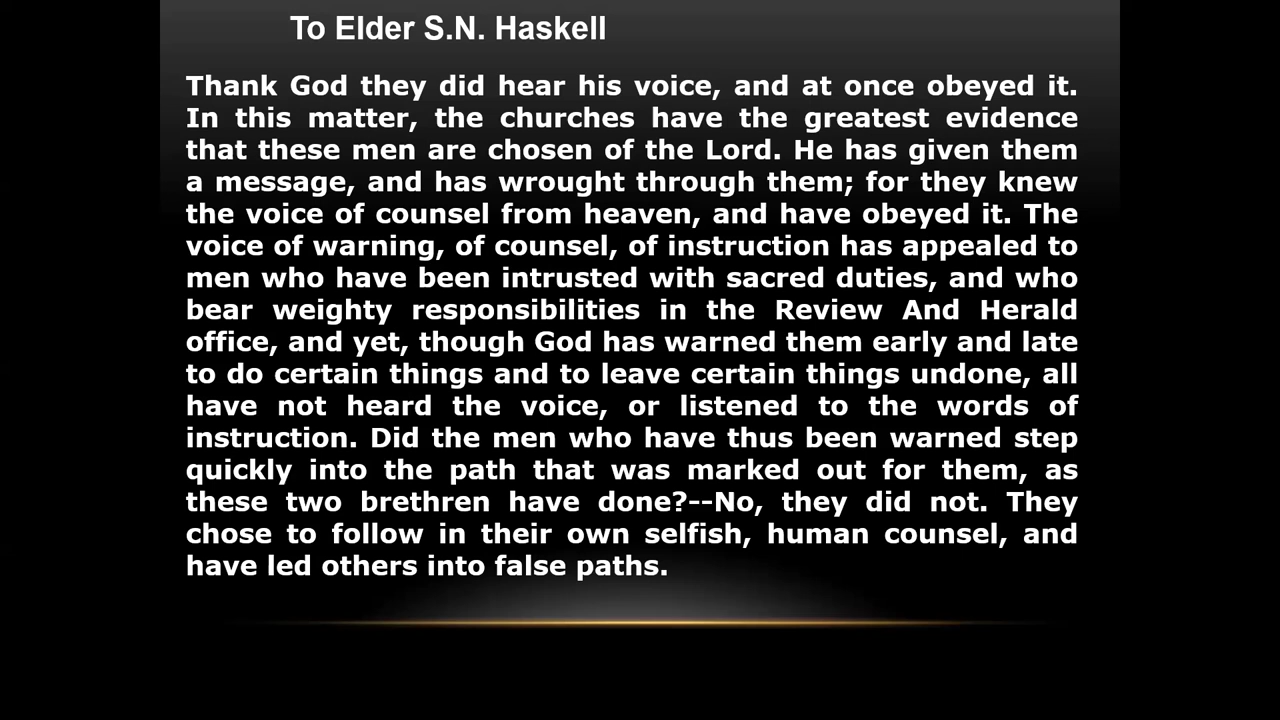 To Elder S.N. Haskell
Thank God they did hear his voice, and at once obeyed it.
In this matter, the churches have the greatest evidence
that these men are chosen of the Lord. He has given them
a message, and has wrought through them; for they knew
the voice of counsel from heaven, and have obeyed it. The
voice of warning, of counsel, of instruction has appealed to
men who have been intrusted with sacred duties, and who
bear weighty responsibilities in the Review And Herald
office, and yet, though God has warned them early and late
to do certain things and to leave certain things undone, all
have not heard the voice, or listened to the words of
instruction. Did the men who have thus been warned step
quickly into the path that was marked out for them, as
these two brethren have done?--No, they did not. They
chose to follow in their own selfish, human counsel, and
have led others into false paths.